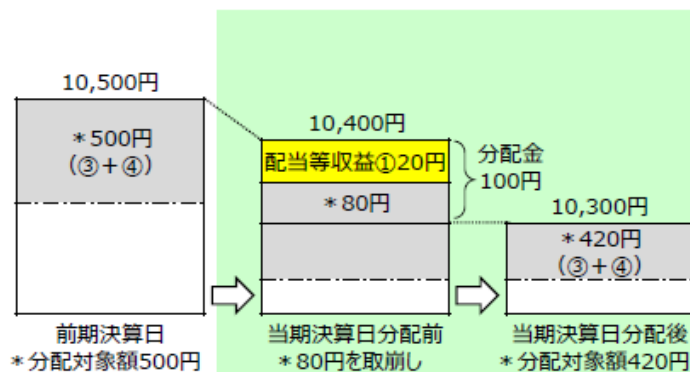 10,500円
＊500円
（③＋④）
前期決算日
＊分配対象額500円
10,400円
配当等収益①20円
＊80円
分配金
100円
当期決算日分配前
＊80円を取崩し
10,300円
＊420円
（③＋④）
当期決算日分配後
＊分配対象額420円